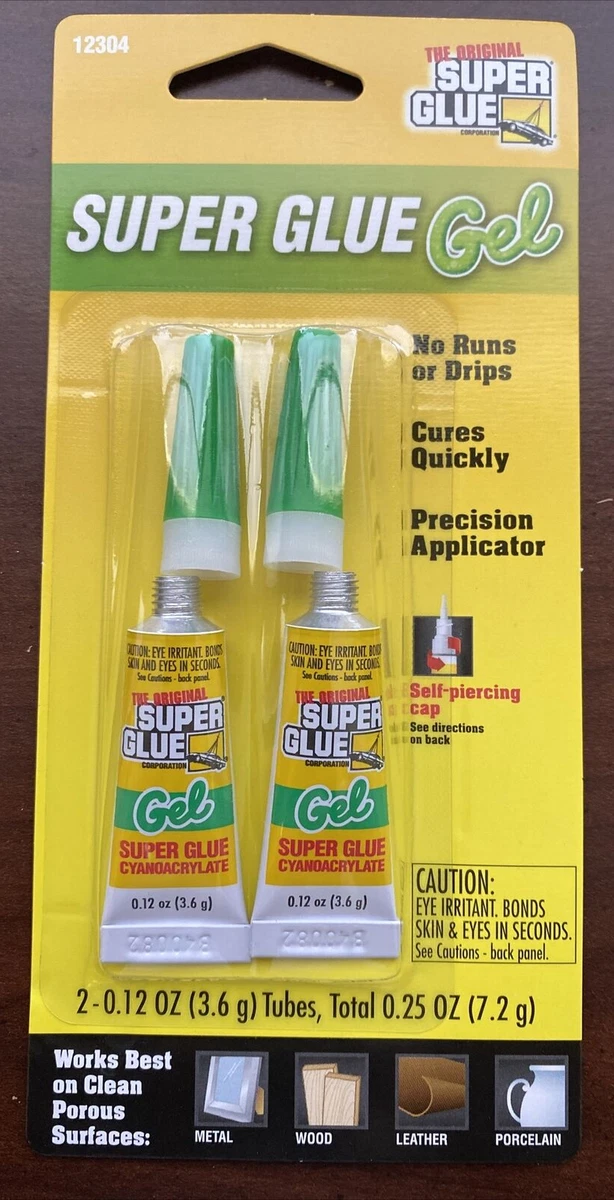 12304
THE ORIGINAL
SUPER
GLUE
CORPORATION
SUPER GLUE Gel
No Runs
or Drips
Cures
Quickly
Precision
Applicator
Self-piercing
cap
See directions
on back
CAUTION: EYE IRRITANT. BONDS
SKIN AND EYES IN SECONDS.
See Cautions - back panel.
THE ORIGINAL
SUPER
GLUE
CORPORATION
Gel
SUPER GLUE
CYANOACRYLATE
0.12 oz (3.6 g)
CAUTION: EYE IRRITANT. BONDS
SKIN AND EYES IN SECONDS.
See Cautions - back panel.
THE ORIGINAL
SUPER
GLUE
CORPORATION
Gel
SUPER GLUE
CYANOACRYLATE
0.12 oz (3.6 g)
CAUTION:
EYE IRRITANT. BONDS
SKIN & EYES IN SECONDS.
See Cautions - back panel.
2-0.12 OZ (3.6 g) Tubes, Total 0.25 OZ (7.2 g)
Works Best
on Clean
Porous
Surfaces:
METAL
WOOD
LEATHER
PORCELAIN